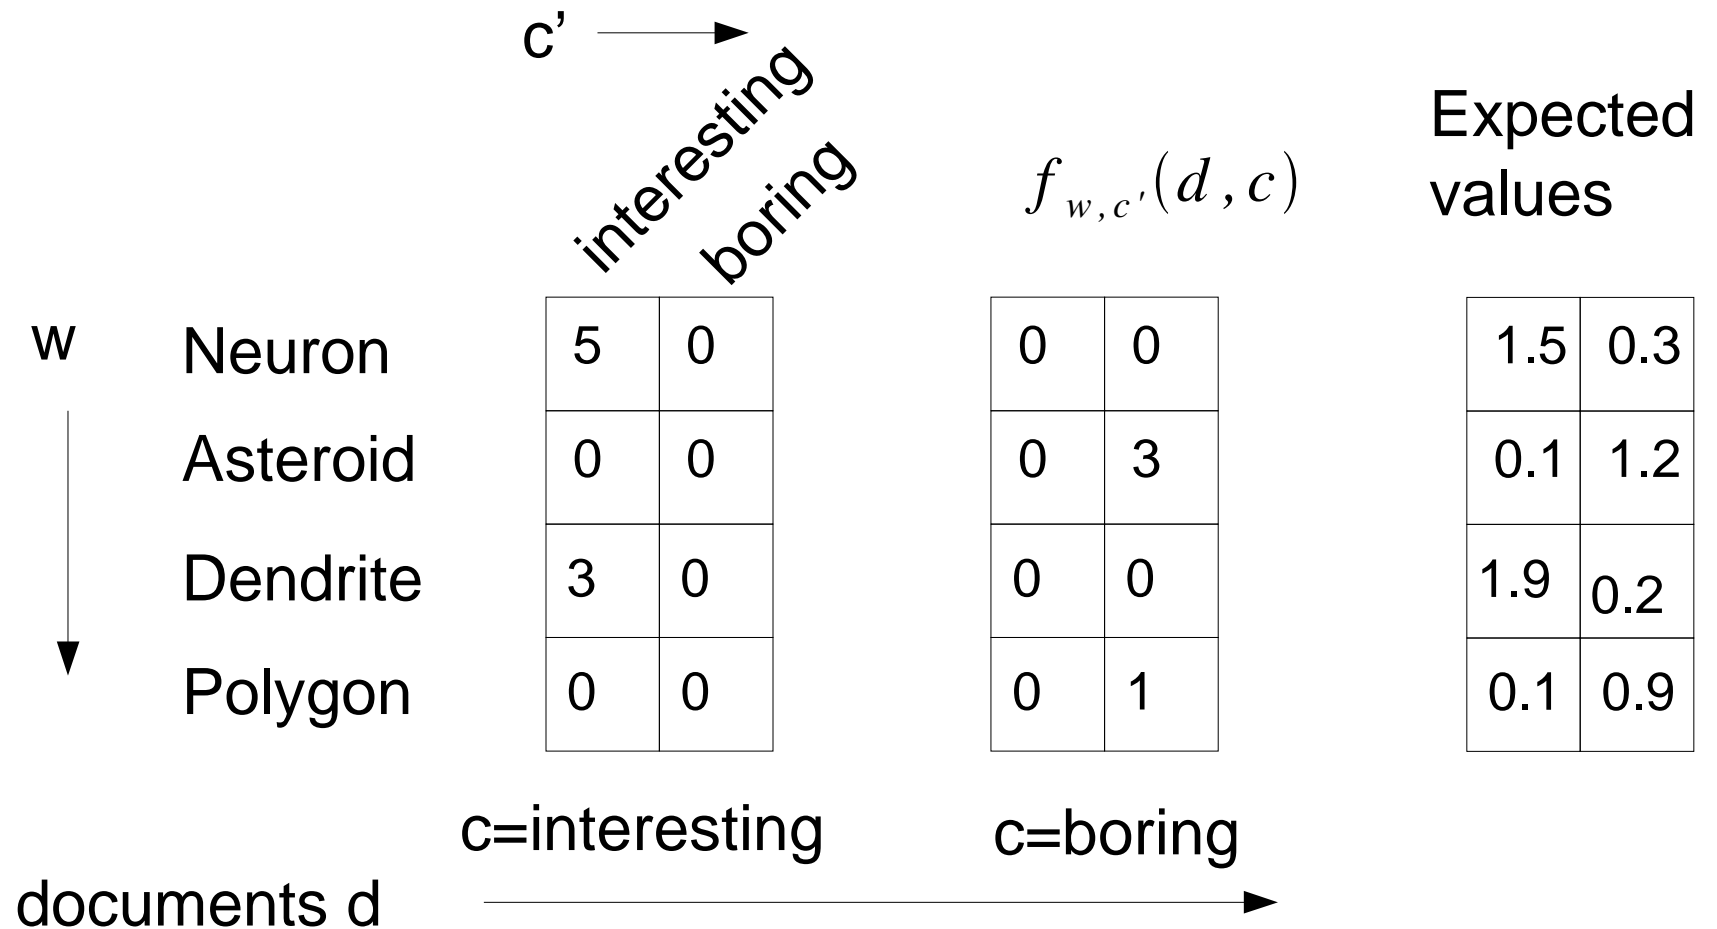 c’
interesting
boring
f w,c' (d,c)
Expected
values
w Neuron 5 0 0 0 1.5 0.3
Asteroid 0 0 0 3 0.1 1.2
Dendrite 3 0 0 0 1.9 0.2
Polygon 0 0 0 1 0.1 0.9
c=interesting c=boring
documents d